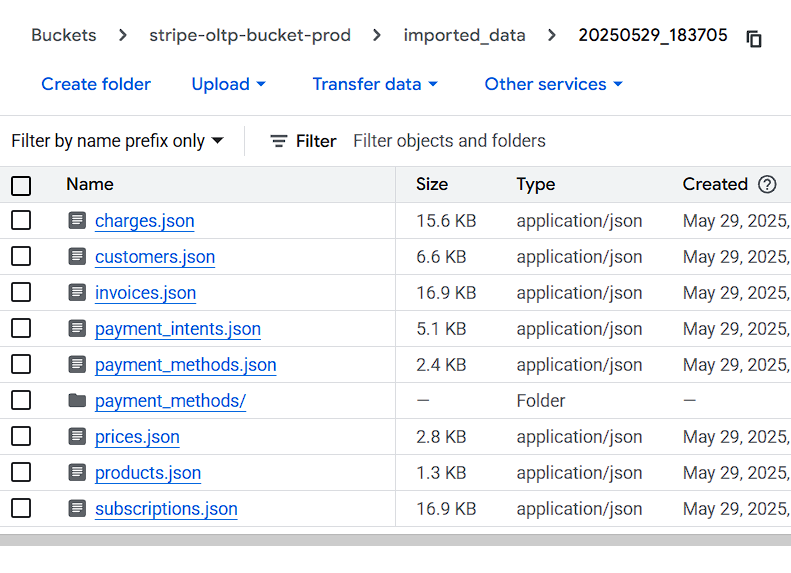 Buckets > stripe-oltp-bucket-prod > imported_data > 20250529_183705
Create folder Upload Transfer data Other services
Filter by name prefix only Filter Filter objects and folders
Name Size Type Created ?
charges.json 15.6 KB application/json May 29, 2025,
customers.json 6.6 KB application/json May 29, 2025,
invoices.json 16.9 KB application/json May 29, 2025,
payment_intents.json 5.1 KB application/json May 29, 2025,
payment_methods.json 2.4 KB application/json May 29, 2025,
payment_methods/ — Folder —
prices.json 2.8 KB application/json May 29, 2025,
products.json 1.3 KB application/json May 29, 2025,
subscriptions.json 16.9 KB application/json May 29, 2025,